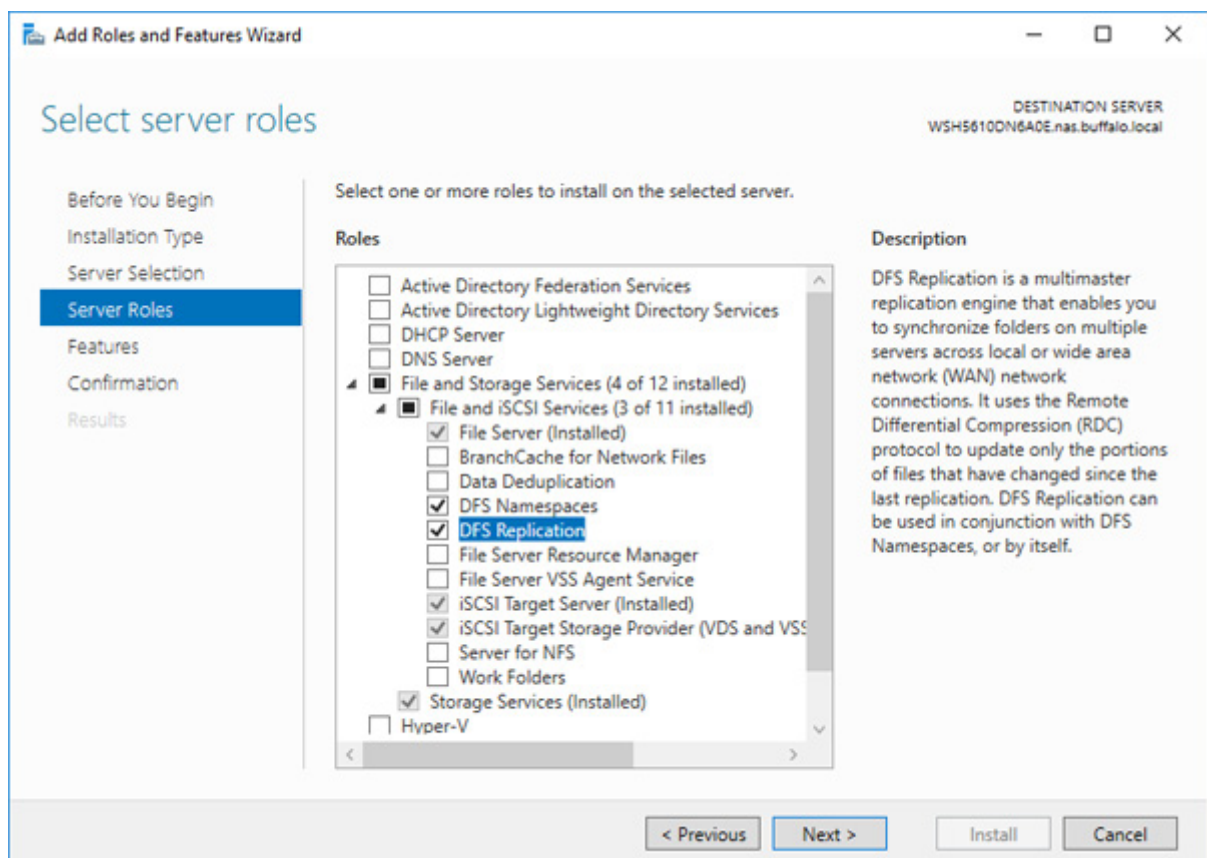 Add Roles and Features Wizard
Select server roles
DESTINATION SERVER
WSH5610DN6A0E.nas.buffalo.local
Before You Begin
Installation Type
Server Selection
Server Roles
Features
Confirmation
Results
Select one or more roles to install on the selected server.
Roles
Active Directory Federation Services
Active Directory Lightweight Directory Services
DHCP Server
DNS Server
File and Storage Services (4 of 12 installed)
File and iSCSI Services (3 of 11 installed)
File Server (Installed)
BranchCache for Network Files
Data Deduplication
DFS Namespaces
DFS Replication
File Server Resource Manager
File Server VSS Agent Service
iSCSI Target Server (Installed)
iSCSI Target Storage Provider (VDS and VSS
Server for NFS
Work Folders
Storage Services (Installed)
Hyper-V
Description
DFS Replication is a multimaster
replication engine that enables you
to synchronize folders on multiple
servers across local or wide area
network (WAN) network
connections. It uses the Remote
Differential Compression (RDC)
protocol to update only the portions
of files that have changed since the
last replication. DFS Replication can
be used in conjunction with DFS
Namespaces, or by itself.
< Previous
Next >
Install
Cancel